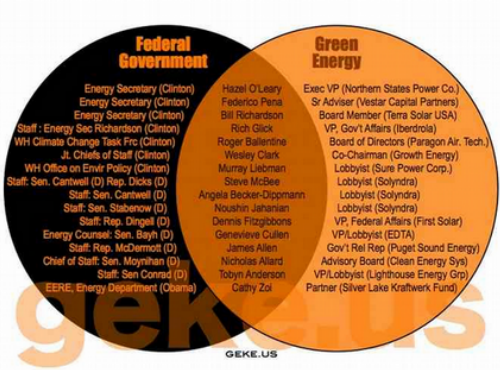 Federal
Government
Green
Energy
Energy Secretary (Clinton) Hazel O'Leary Exec VP (Northern States Power Co.)
Energy Secretary (Clinton) Federico Pena Sr Adviser (Vestar Capital Partners)
Energy Secretary (Clinton) Bill Richardson Board Member (Terra Solar USA)
Staff : Energy Sec Richardson (Clinton) Rich Glick VP, Gov't Affairs (Iberdrola)
WH Climate Change Task Frc (Clinton) Roger Ballentine Board of Directors (Paragon Air. Tech.)
Jt. Chiefs of Staff (Clinton) Wesley Clark Co-Chairman (Growth Energy)
WH Office on Envir Policy (Clinton) Murray Liebman Lobbyist (Sure Power Corp.)
Staff: Sen. Cantwell (D) Rep. Dicks (D) Steve McBee Lobbyist (Solyndra)
Staff: Sen. Cantwell (D) Angela Becker-Dippmann Lobbyist (Solyndra)
Staff: Sen. Stabenow (D) Noushin Jahanian Lobbyist (Solyndra)
Staff: Rep. Dingell (D) Dennis Fitzgibbons VP, Federal Affairs (First Solar)
Energy Counsel: Sen. Bayh (D) Genevieve Cullen VP/Lobbyist (EDTA)
Staff: Rep. McDermott (D) James Allen Gov't Rel Rep (Puget Sound Energy)
Chief of Staff: Sen. Moynihan (D) Nicholas Allard Advisory Board (Clean Energy Sys)
Staff: Sen Conrad (D) Tobyn Anderson VP/Lobbyist (Lighthouse Energy Grp)
EERE, Energy Department (Obama) Cathy Zoi Partner (Silver Lake Kraftwerk Fund)
geke.us
GEKE.US